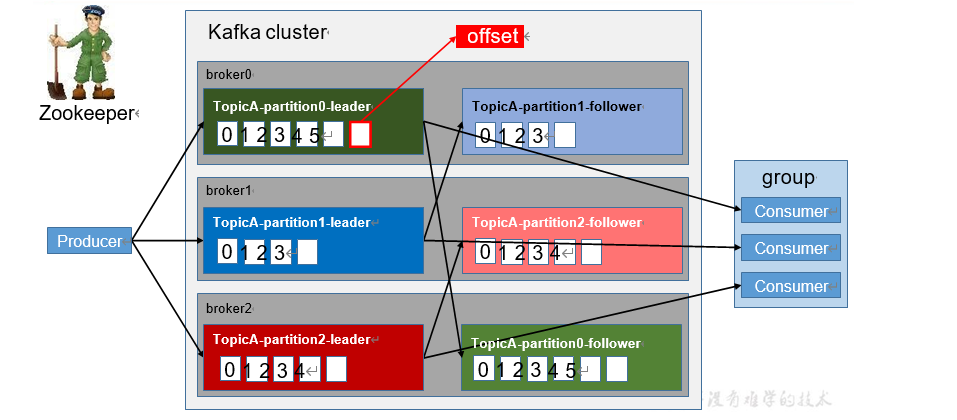 Kafka cluster
offset
Zookeeper
broker0
TopicA-partition0-leader
0 1 2 3 4 5
TopicA-partition1-follower
0 1 2 3
broker1
TopicA-partition1-leader
0 1 2 3
TopicA-partition2-follower
0 1 2 3 4
broker2
TopicA-partition2-leader
0 1 2 3 4
TopicA-partition0-follower
0 1 2 3 4 5
Producer
group
Consumer
Consumer
Consumer
没有难学的技术